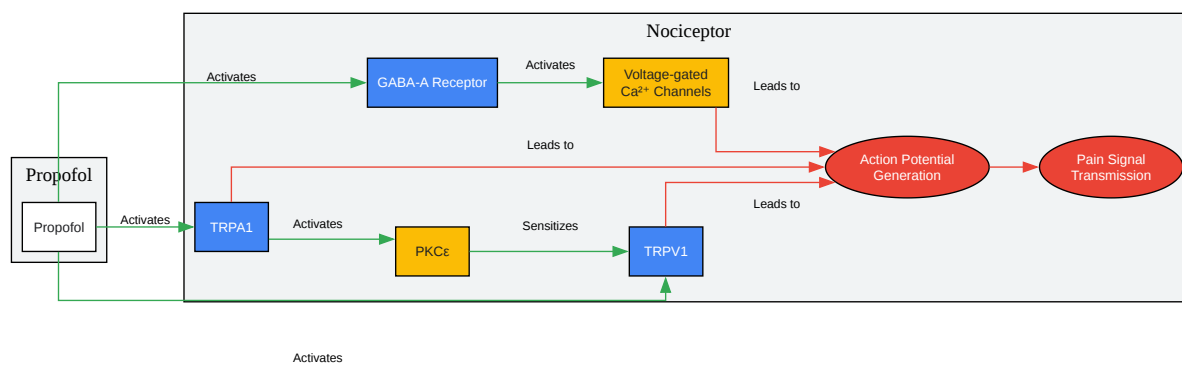 Nociceptor
Activates
GABA-A Receptor
Activates
Voltage-gated
Ca²⁺ Channels
Leads to
Leads to
Action Potential
Generation
Pain Signal
Transmission
Propofol
Propofol
Activates
TRPA1
Activates
PKCε
Sensitizes
TRPV1
Leads to
Activates